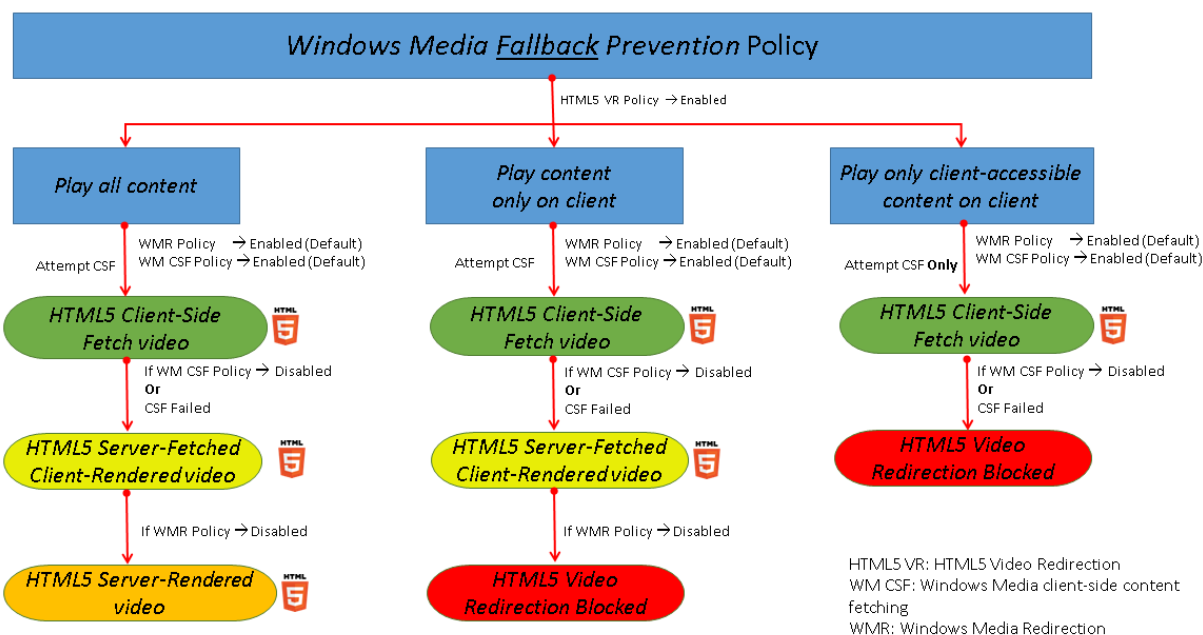 Windows Media Fallback Prevention Policy
HTML5 VR Policy → Enabled
Play all content
WMR Policy → Enabled (Default)
WM CSF Policy → Enabled (Default)
Attempt CSF
HTML5 Client-Side
Fetch video
HTML
5
If WM CSF Policy → Disabled
Or
CSF Failed
HTML5 Server-Fetched
Client-Rendered video
HTML
5
If WMR Policy → Disabled
HTML5 Server-Rendered
video
HTML
5
Play content
only on client
WMR Policy → Enabled (Default)
WM CSF Policy → Enabled (Default)
Attempt CSF
HTML5 Client-Side
Fetch video
HTML
5
If WM CSF Policy → Disabled
Or
CSF Failed
HTML5 Server-Fetched
Client-Rendered video
HTML
5
If WMR Policy → Disabled
HTML5 Video
Redirection Blocked
Play only client-accessible
content on client
WMR Policy → Enabled (Default)
WM CSF Policy → Enabled (Default)
Attempt CSF Only
HTML5 Client-Side
Fetch video
HTML
5
If WM CSF Policy → Disabled
Or
CSF Failed
HTML5 Video
Redirection Blocked
HTML5 VR: HTML5 Video Redirection
WM CSF: Windows Media client-side content
fetching
WMR: Windows Media Redirection